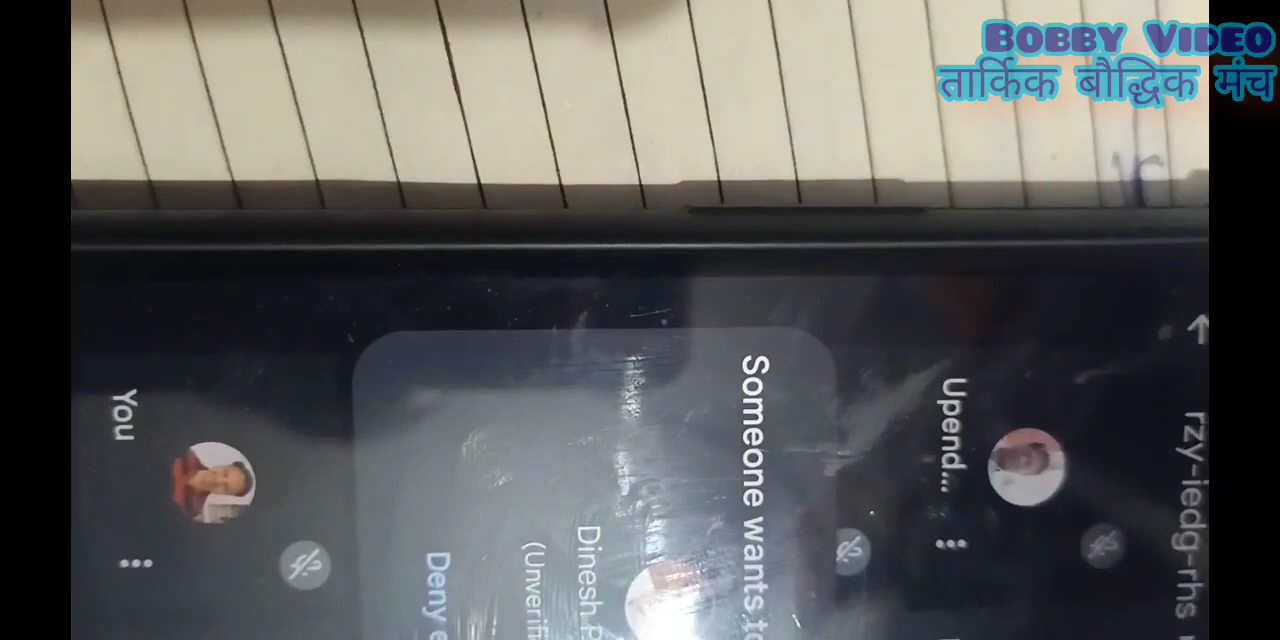 BOBBY VIDEO
तार्किक बौद्धिक मंच
rzy-iedg-rhs
Upend...
Someone wants to
Dinesh
(Unverifi
Deny e
You